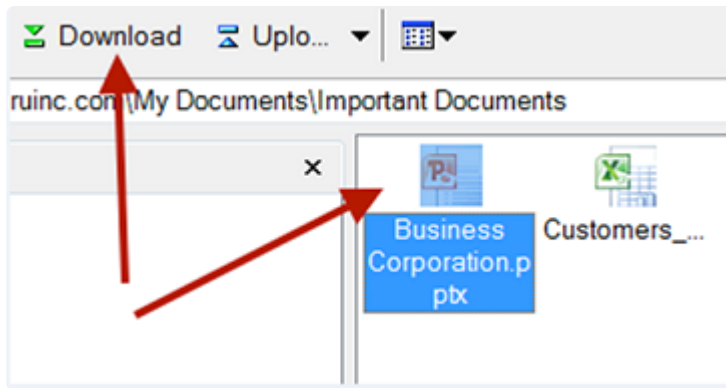 Download Uplo...
ruinc.com\My Documents\Important Documents
Business
Corporation.p
ptx
Customers_...